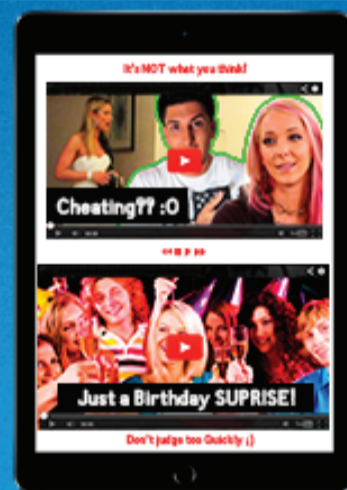 It's NOT what you think!
Cheating?? :O
Just a Birthday SUPRISE!
Don't judge too Quickly ;)